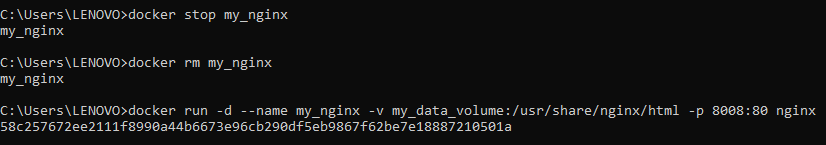 C:\Users\LENOVO>docker stop my_nginx
my_nginx
C:\Users\LENOVO>docker rm my_nginx
my_nginx
C:\Users\LENOVO>docker run -d --name my_nginx -v my_data_volume:/usr/share/nginx/html -p 8008:80 nginx
58c257672ee2111f8990a44b6673e96cb290df5eb9867f62be7e18887210501a